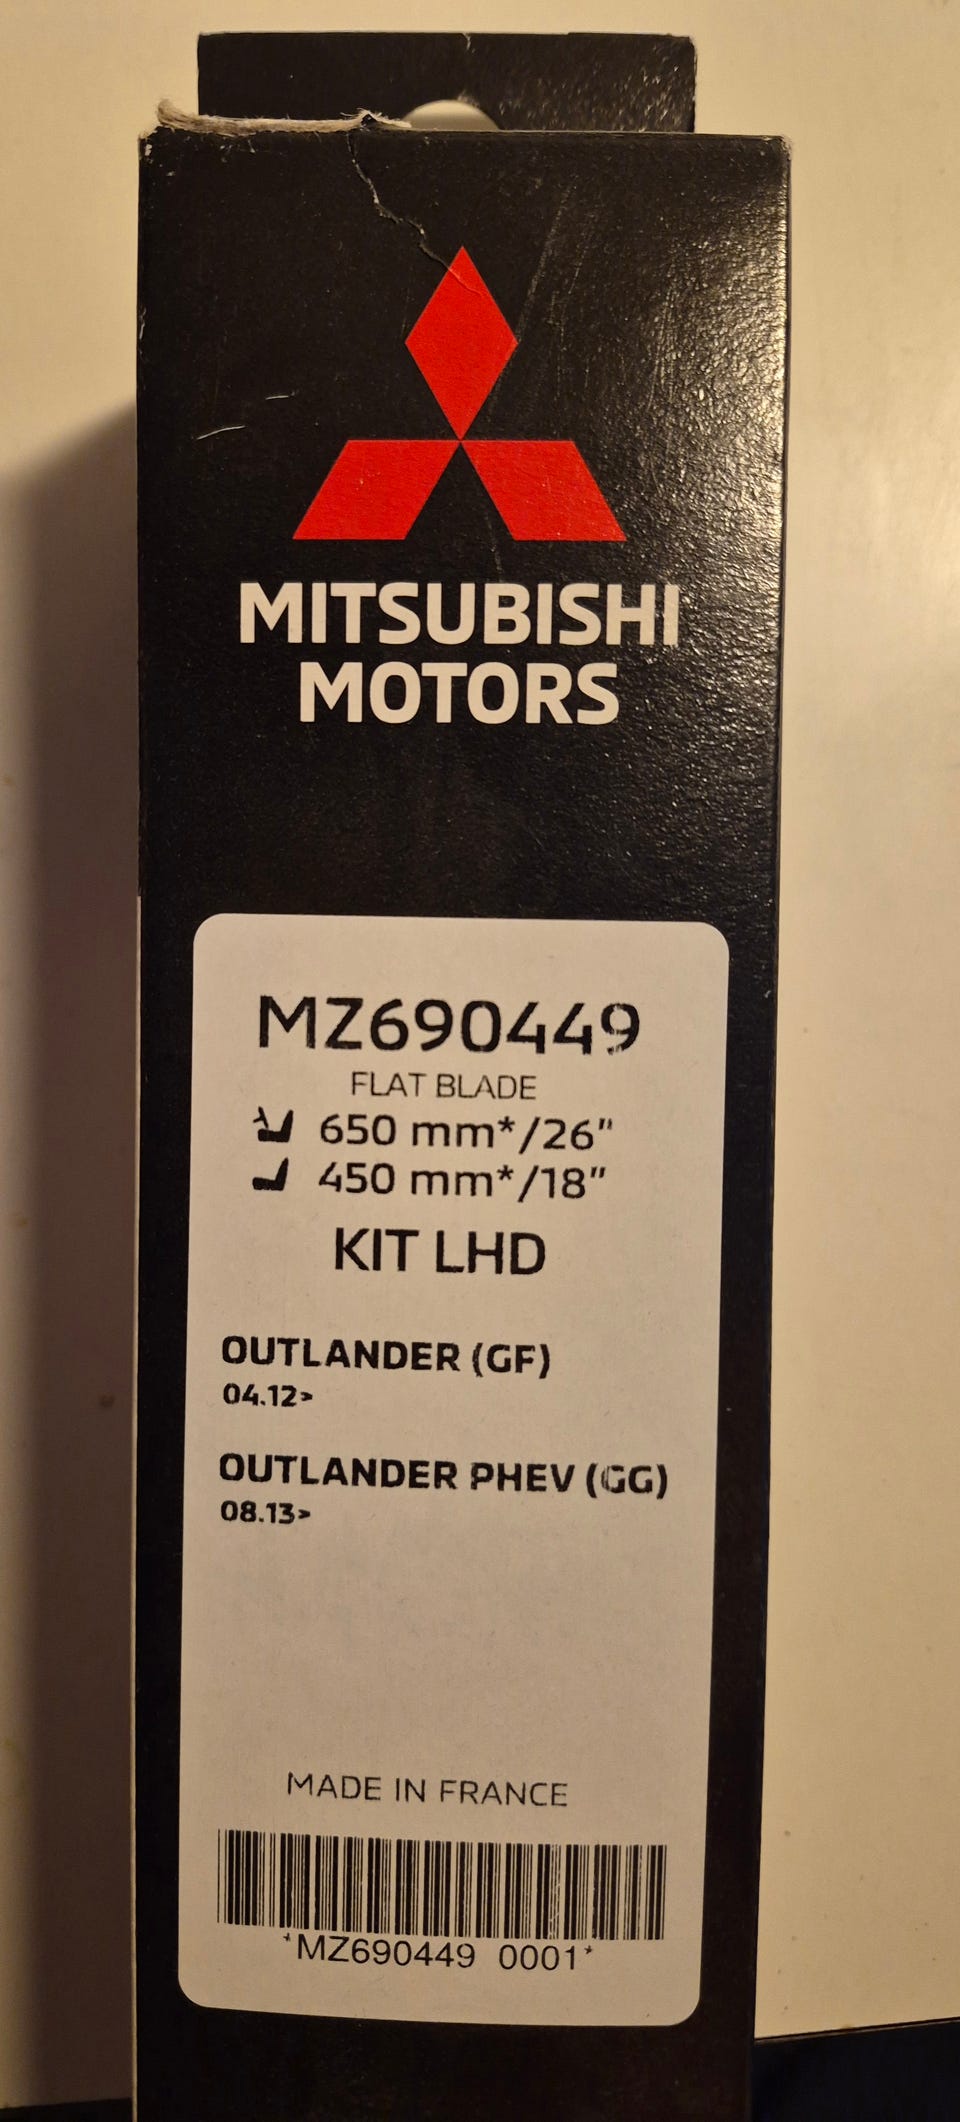 MITSUBISHI
MOTORS
MZ690449
FLAT BLADE
650 mm*/26"
450 mm*/18"
KIT LHD
OUTLANDER (GF)
04.12>
OUTLANDER PHEV (GG)
08.13>
MADE IN FRANCE
*MZ690449 0001*